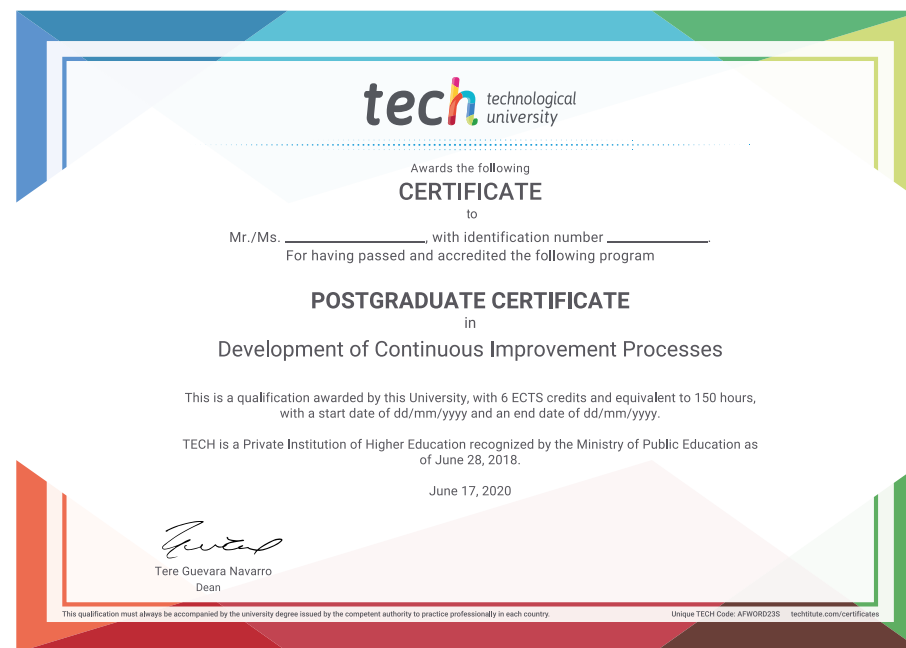 tech technological
university
Awards the following
CERTIFICATE
to
Mr./Ms. ____________________, with identification number ______________.
For having passed and accredited the following program
POSTGRADUATE CERTIFICATE
in
Development of Continuous Improvement Processes
This is a qualification awarded by this University, with 6 ECTS credits and equivalent to 150 hours,
with a start date of dd/mm/yyyy and an end date of dd/mm/yyyy.
TECH is a Private Institution of Higher Education recognized by the Ministry of Public Education as
of June 28, 2018.
June 17, 2020
Tere Guevara Navarro
Dean
This qualification must always be accompanied by the university degree issued by the competent authority to practice professionally in each country. Unique TECH Code: AFWORD23S techtitute.com/certificates